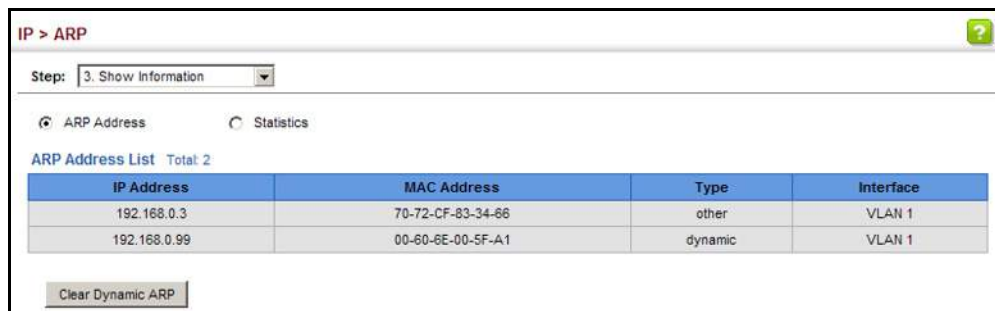 IP > ARP
?
Step: 3. Show Information
ARP Address Statistics
ARP Address List Total: 2
IP Address MAC Address Type Interface
192.168.0.3 70-72-CF-83-34-66 other VLAN 1
192.168.0.99 00-60-6E-00-5F-A1 dynamic VLAN 1
Clear Dynamic ARP